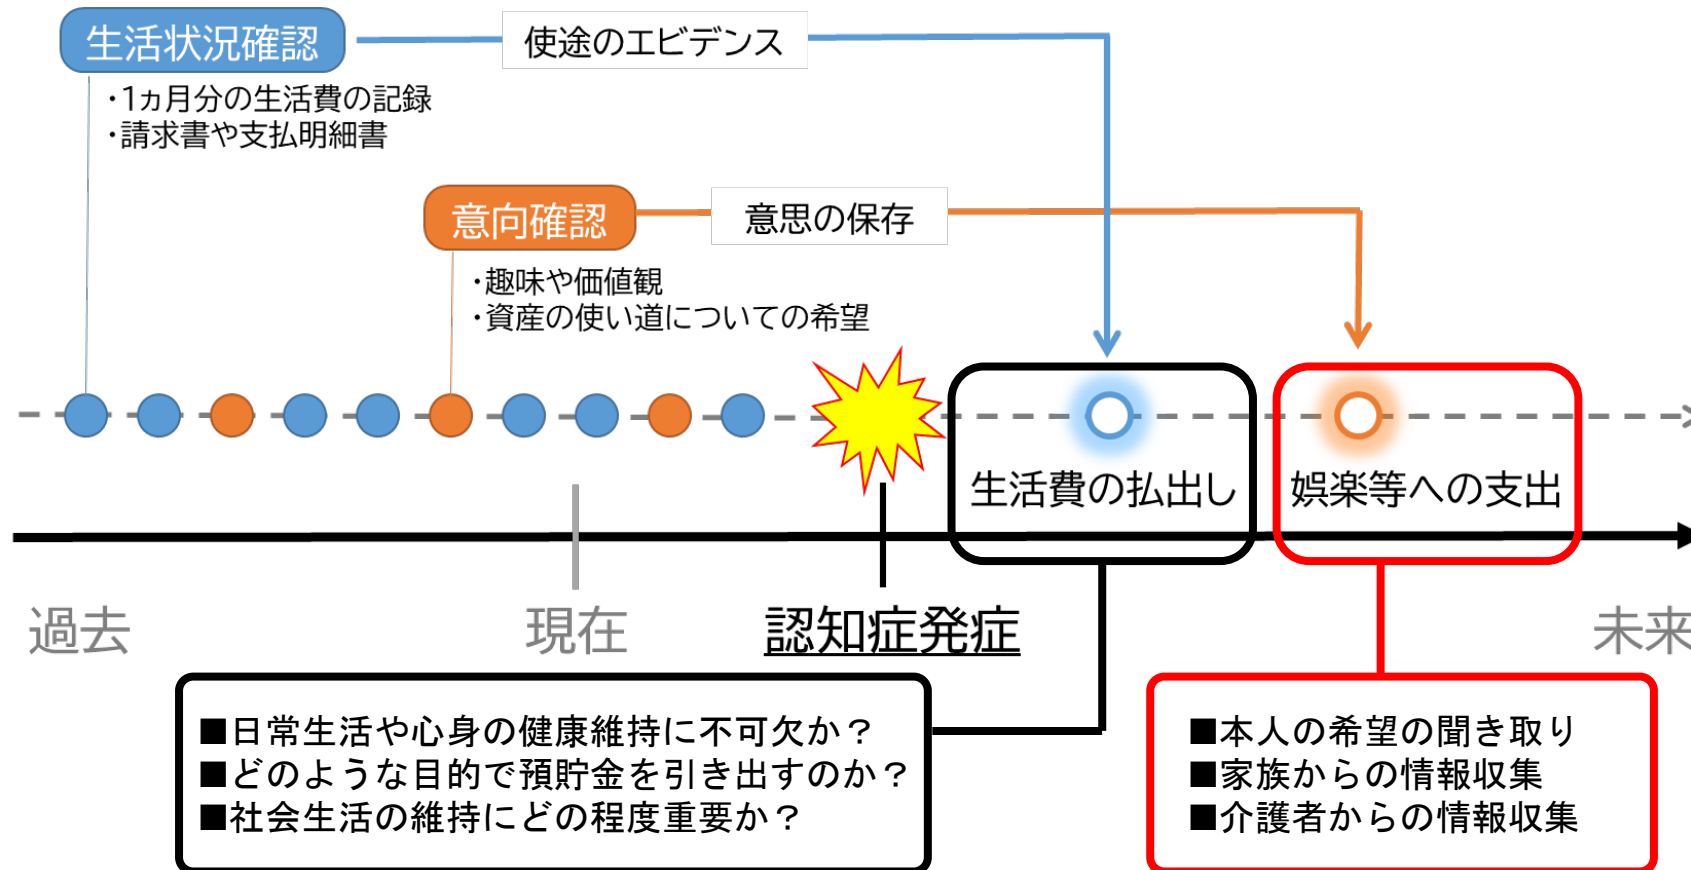 生活状況確認
使途のエビデンス
・1ヵ月分の生活費の記録
・請求書や支払明細書
意向確認
意思の保存
・趣味や価値観
・資産の使い道についての希望
生活費の払出し
娯楽等への支出
過去
現在
認知症発症
未来
■日常生活や心身の健康維持に不可欠か？
■どのような目的で預貯金を引き出すのか？
■社会生活の維持にどの程度重要か？
■本人の希望の聞き取り
■家族からの情報収集
■介護者からの情報収集